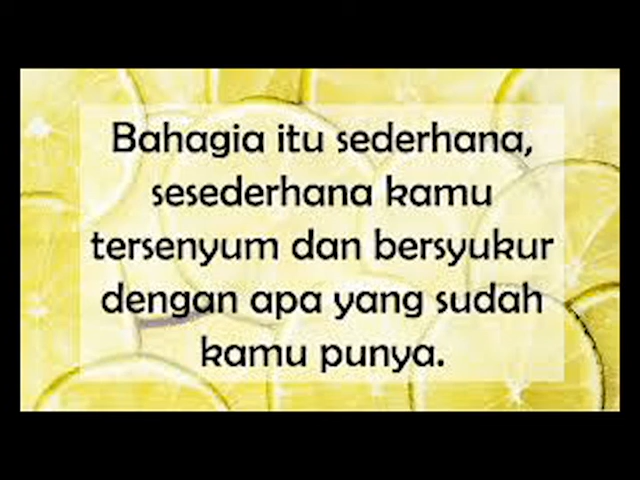 Bahagia itu sederhana,
sesederhana kamu
tersenyum dan bersyukur
dengan apa yang sudah
kamu punya.